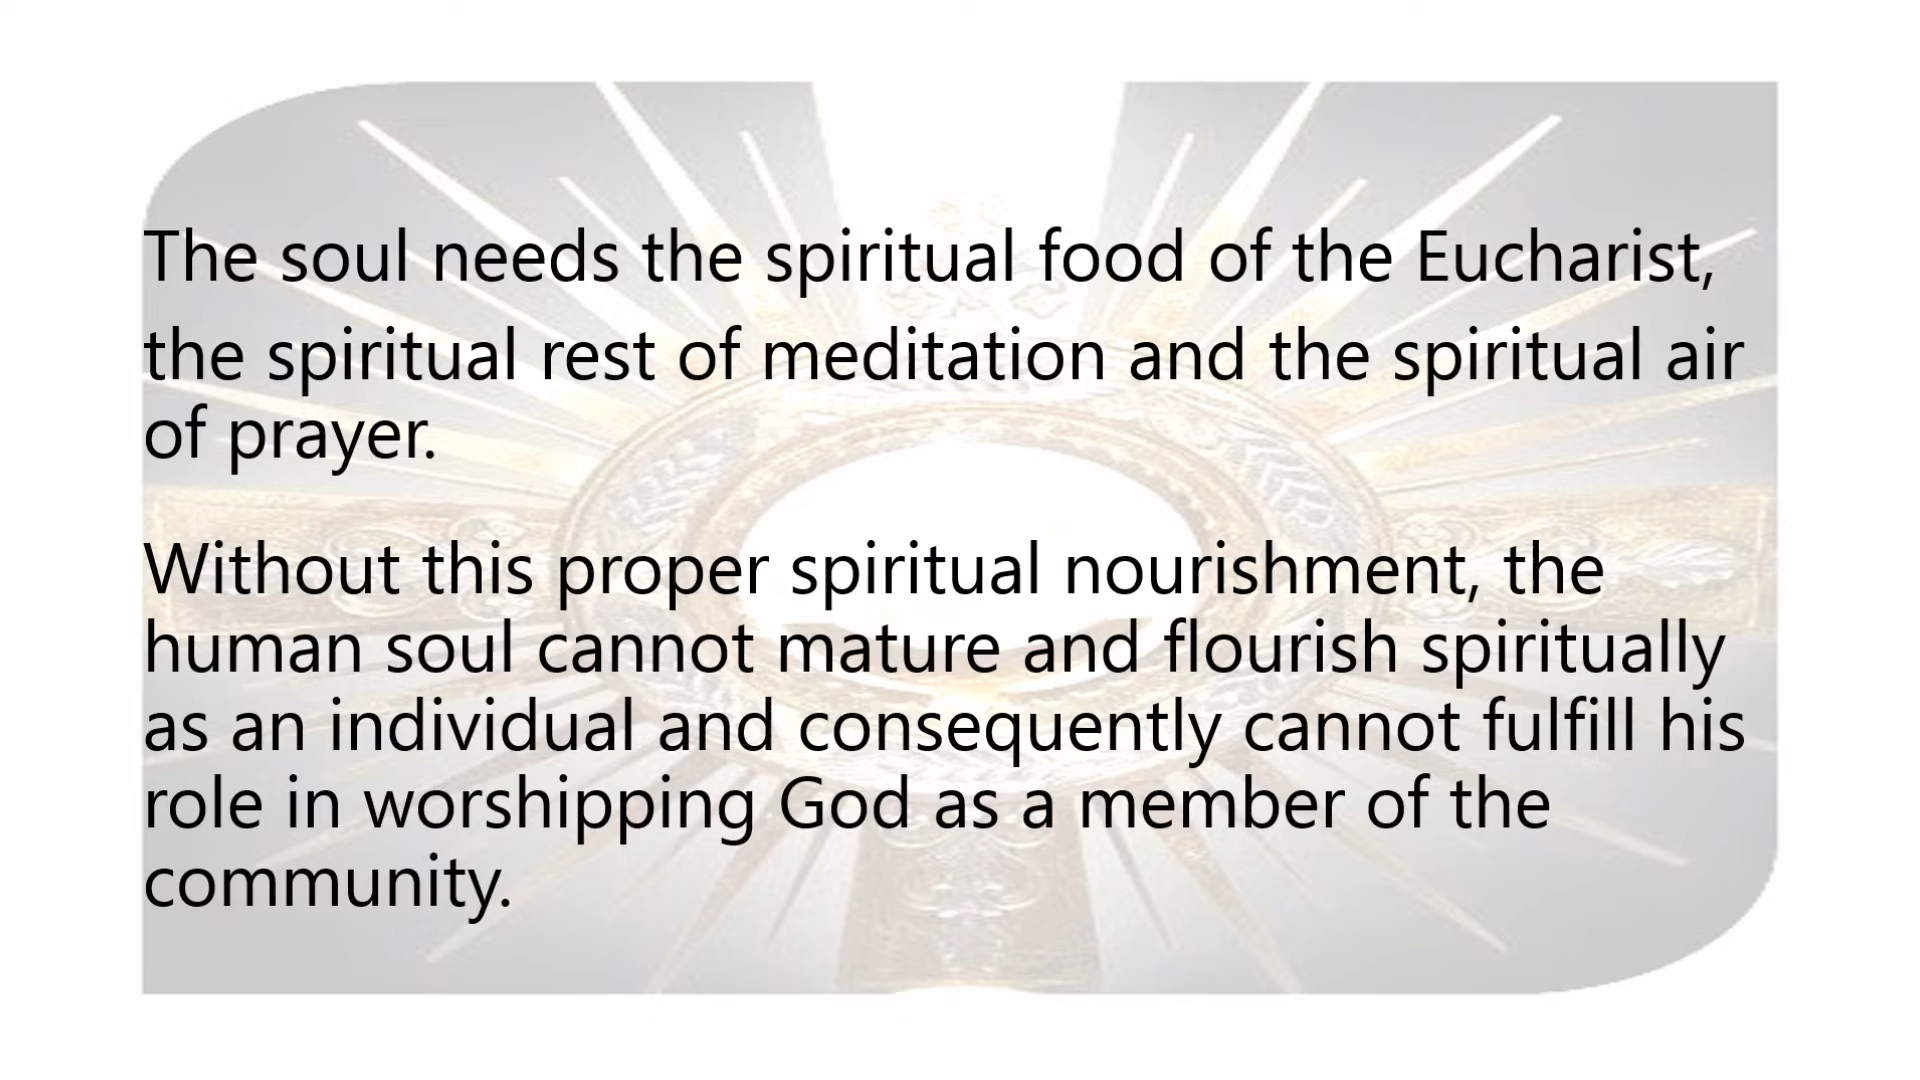 The soul needs the spiritual food of the Eucharist,
the spiritual rest of meditation and the spiritual air
of prayer.
Without this proper spiritual nourishment, the
human soul cannot mature and flourish spiritually
as an individual and consequently cannot fulfill his
role in worshipping God as a member of the
community.